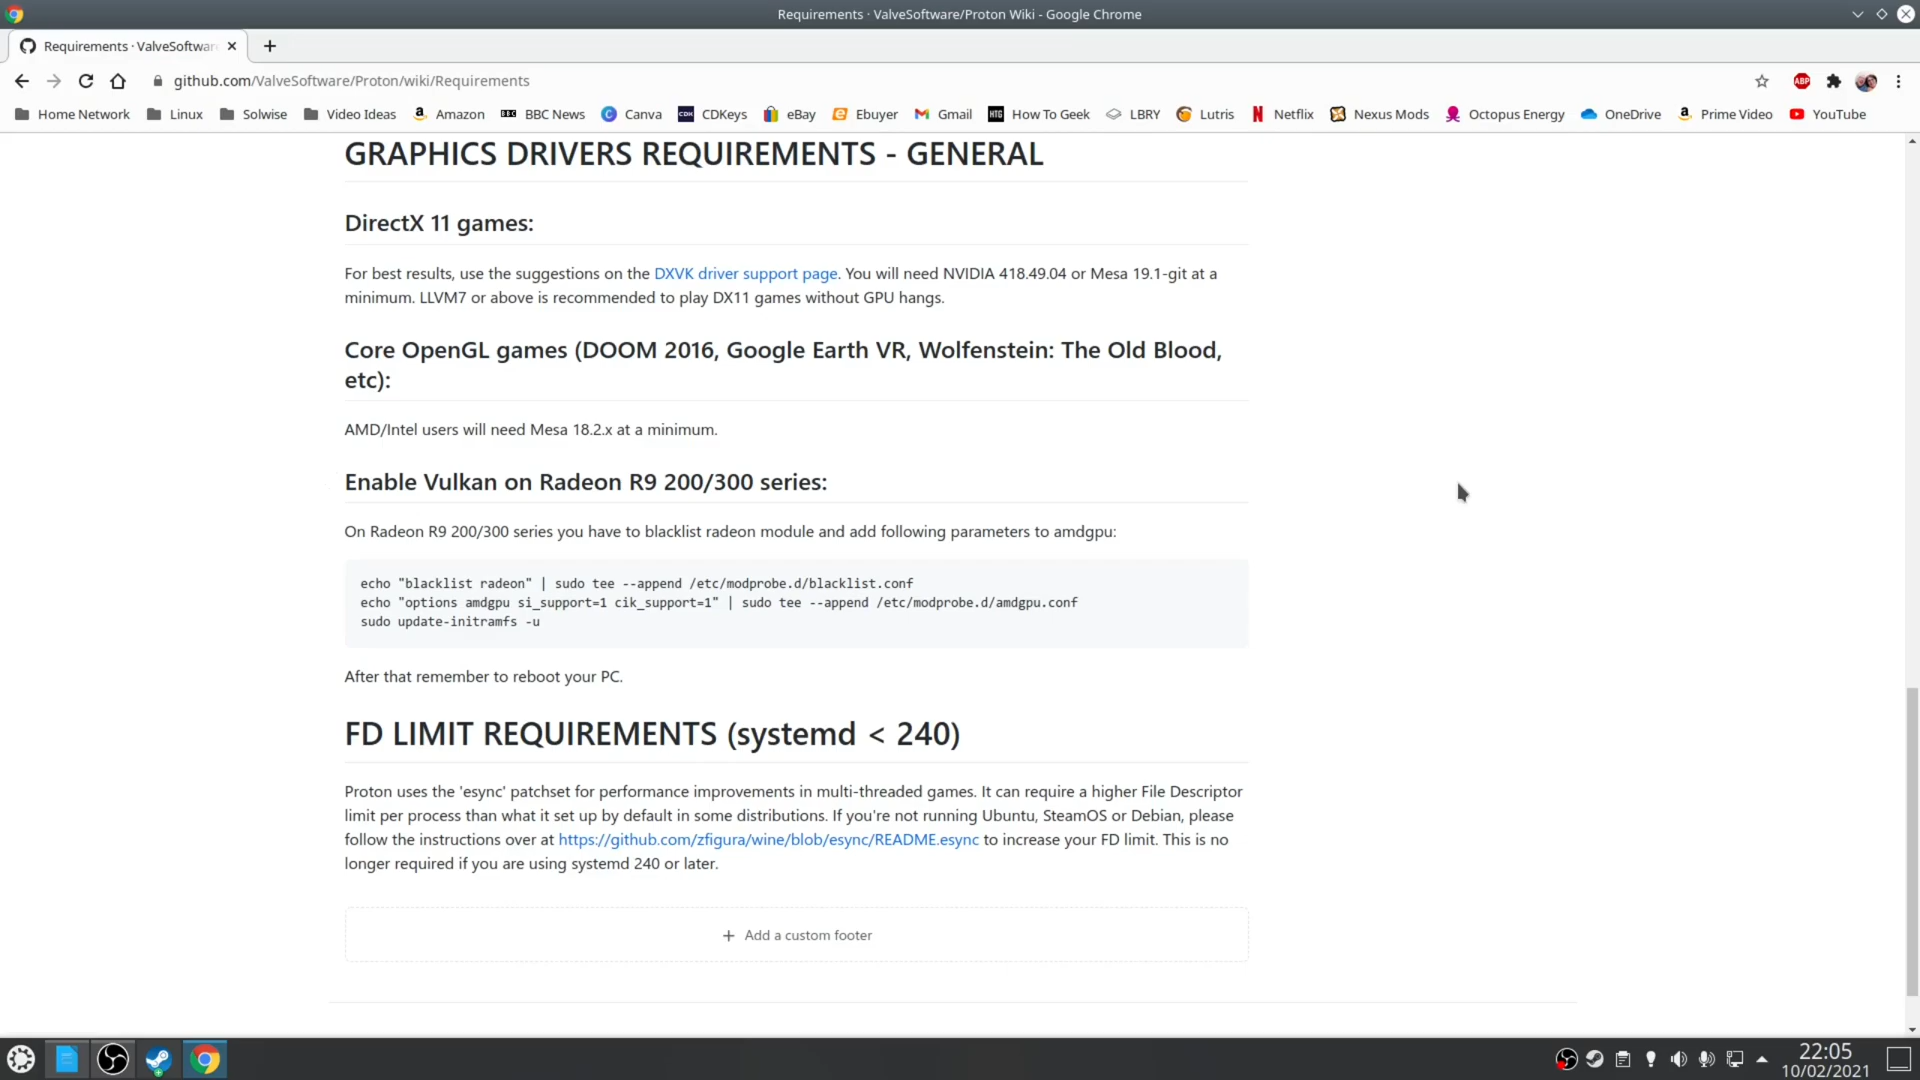 Requirements · ValveSoftware/Proton Wiki - Google Chrome
Requirements · ValveSoftwar
github.com/ValveSoftware/Proton/wiki/Requirements
ABP
Home Network Linux Solwise Video Ideas Amazon BBC News Canva CDKeys eBay Ebuyer Gmail How To Geek LBRY Lutris Netflix Nexus Mods Octopus Energy OneDrive Prime Video YouTube
GRAPHICS DRIVERS REQUIREMENTS - GENERAL
DirectX 11 games:
For best results, use the suggestions on the DXVK driver support page. You will need NVIDIA 418.49.04 or Mesa 19.1-git at a
minimum. LLVM7 or above is recommended to play DX11 games without GPU hangs.
Core OpenGL games (DOOM 2016, Google Earth VR, Wolfenstein: The Old Blood,
etc):
AMD/Intel users will need Mesa 18.2.x at a minimum.
Enable Vulkan on Radeon R9 200/300 series:
On Radeon R9 200/300 series you have to blacklist radeon module and add following parameters to amdgpu:
echo "blacklist radeon" | sudo tee --append /etc/modprobe.d/blacklist.conf
echo "options amdgpu si_support=1 cik_support=1" | sudo tee --append /etc/modprobe.d/amdgpu.conf
sudo update-initramfs -u
After that remember to reboot your PC.
FD LIMIT REQUIREMENTS (systemd < 240)
Proton uses the 'esync' patchset for performance improvements in multi-threaded games. It can require a higher File Descriptor
limit per process than what it set up by default in some distributions. If you're not running Ubuntu, SteamOS or Debian, please
follow the instructions over at https://github.com/zfigura/wine/blob/esync/README.esync to increase your FD limit. This is no
longer required if you are using systemd 240 or later.
+ Add a custom footer
22:05
10/02/2021